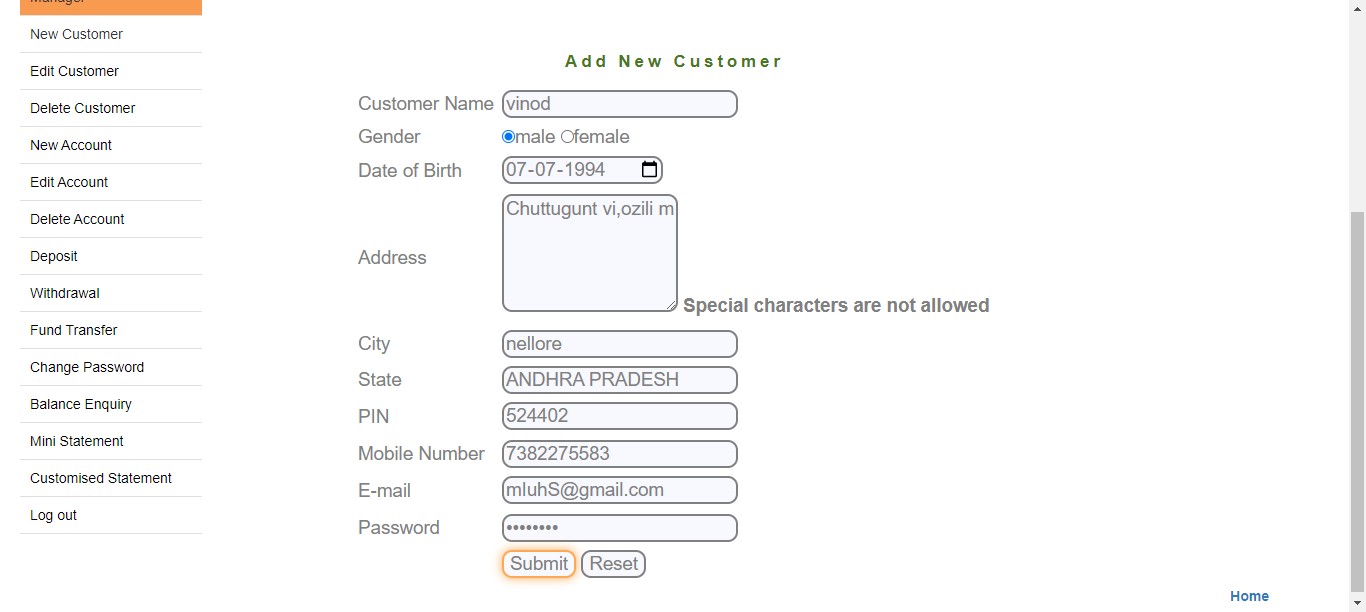 Manager
New Customer
Edit Customer
Delete Customer
New Account
Edit Account
Delete Account
Deposit
Withdrawal
Fund Transfer
Change Password
Balance Enquiry
Mini Statement
Customised Statement
Log out
Add New Customer
Customer Name vinod
Gender male female
Date of Birth 07-07-1994
Address Chuttugunt vi,ozili m
Special characters are not allowed
City nellore
State ANDHRA PRADESH
PIN 524402
Mobile Number 7382275583
E-mail mluhS@gmail.com
Password ••••••••
Submit Reset
Home